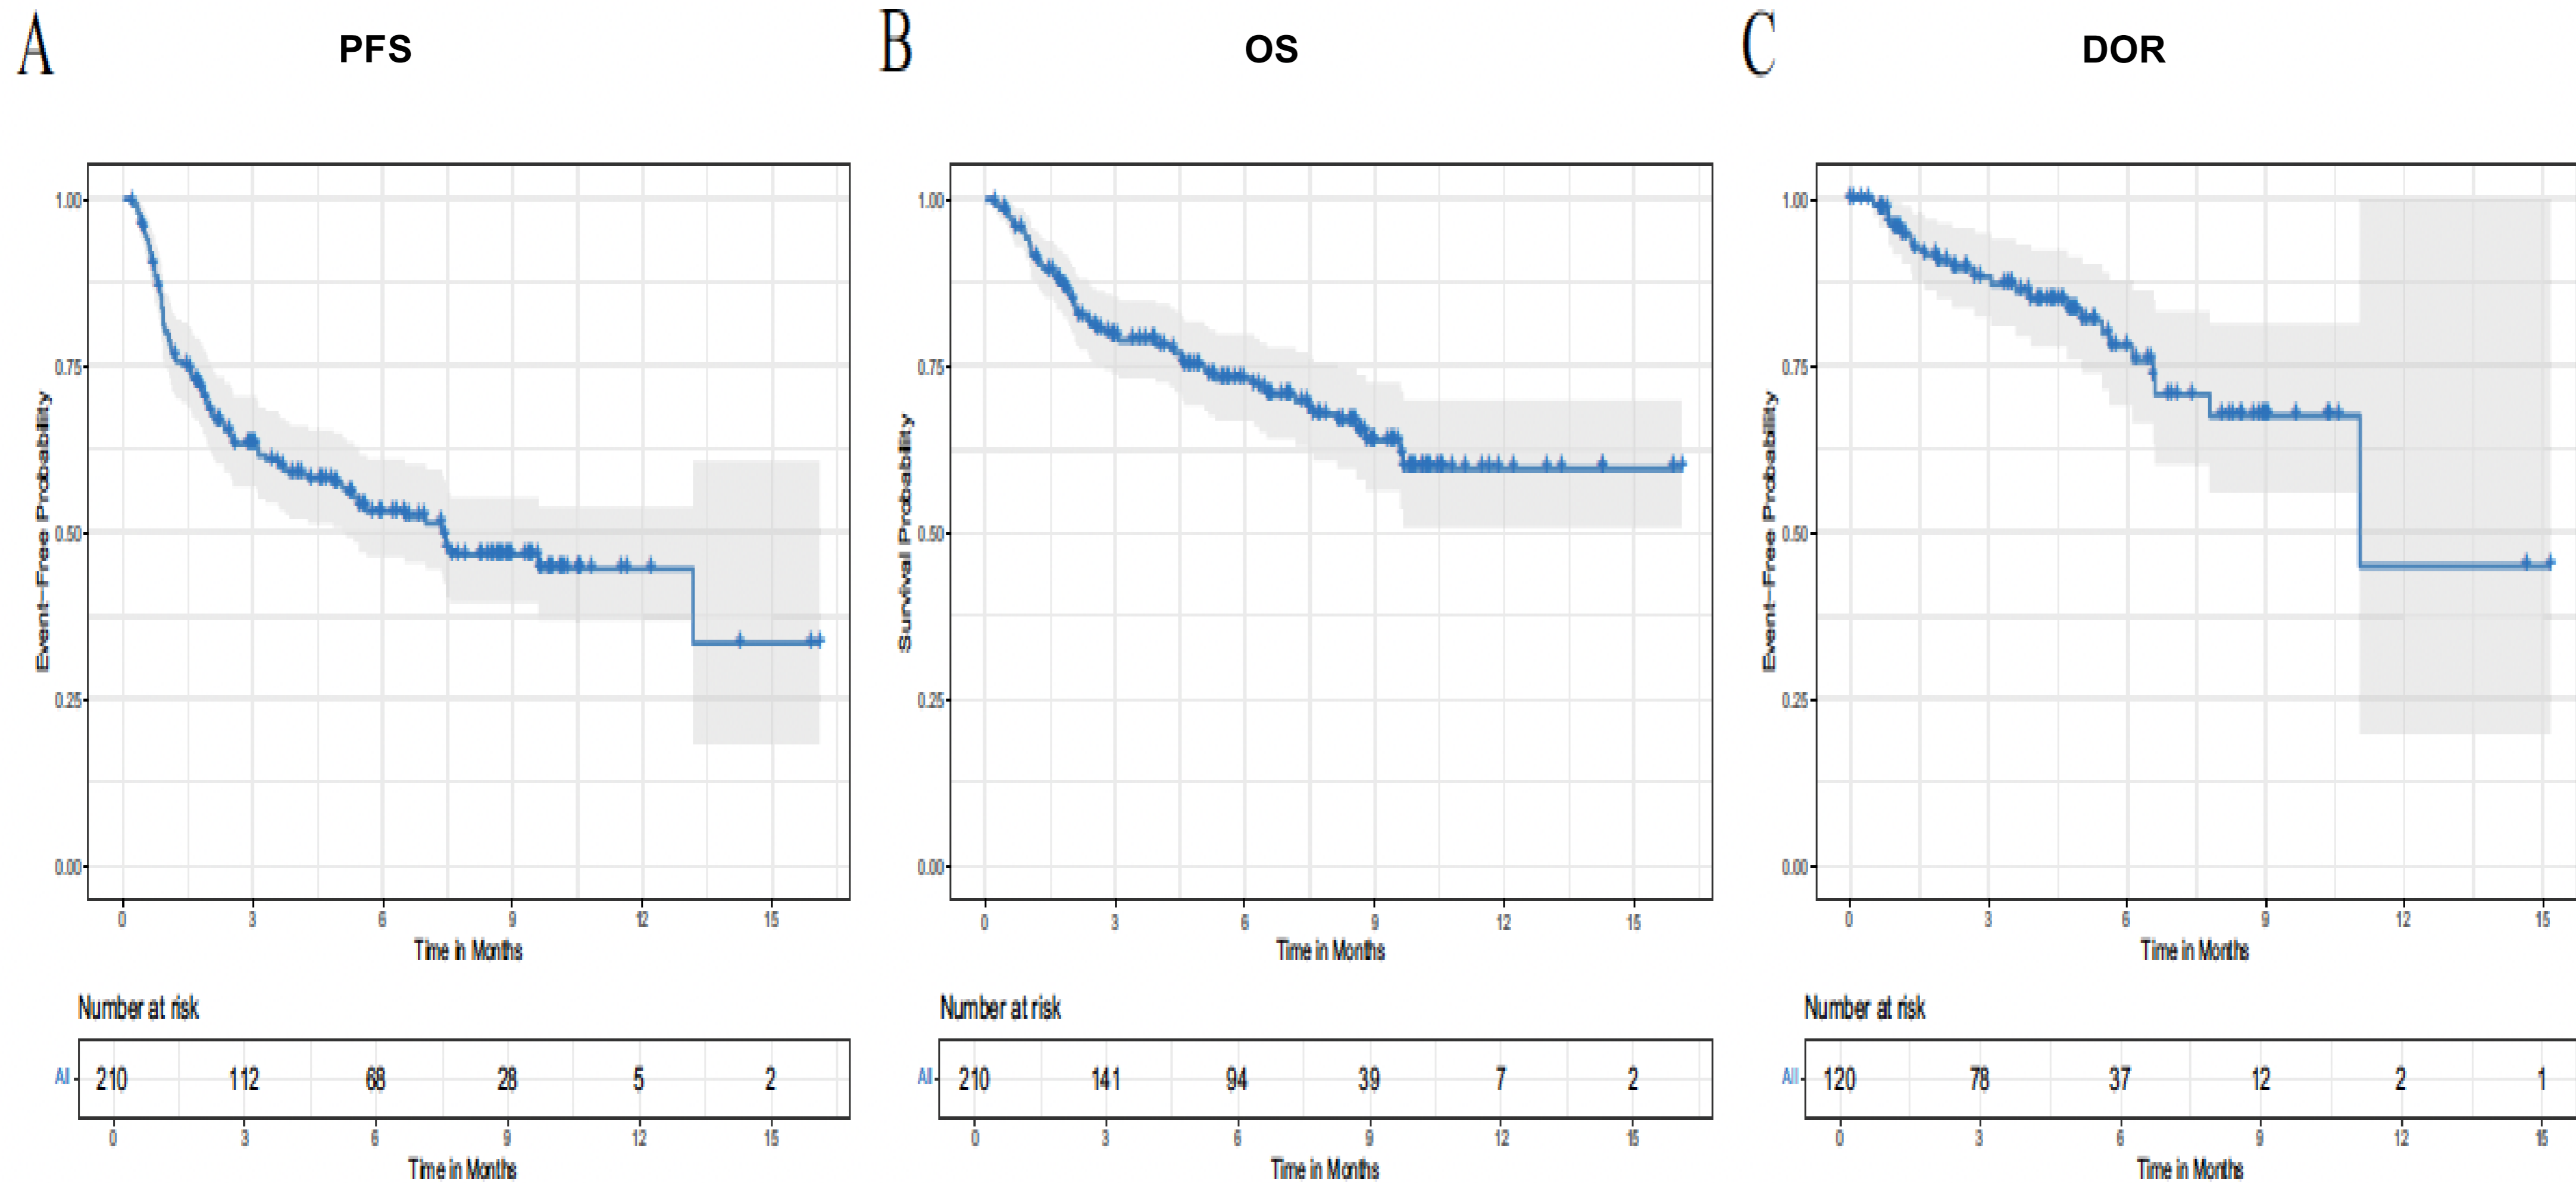 A
PFS
Event-Free Probability
1.00
0.75
0.50
0.25
0.00
0 3 6 9 12 15
Time in Months
Number at risk
All 210 112 68 28 5 2
0 3 6 9 12 15
Time in Months
B
OS
Survival Probability
1.00
0.75
0.50
0.25
0.00
0 3 6 9 12 15
Time in Months
Number at risk
All 210 141 94 39 7 2
0 3 6 9 12 15
Time in Months
C
DOR
Event-Free Probability
1.00
0.75
0.50
0.25
0.00
0 3 6 9 12 15
Time in Months
Number at risk
All 120 78 37 12 2 1
0 3 6 9 12 15
Time in Months